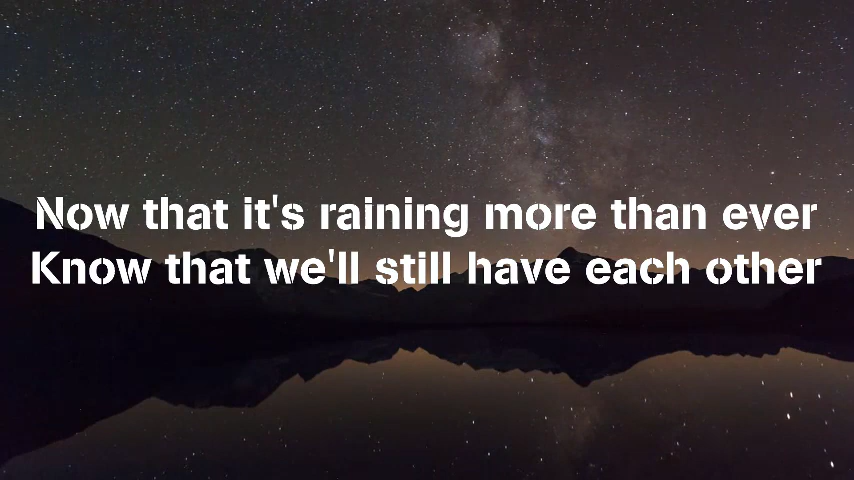 Now that it's raining more than ever
Know that we'll still have each other